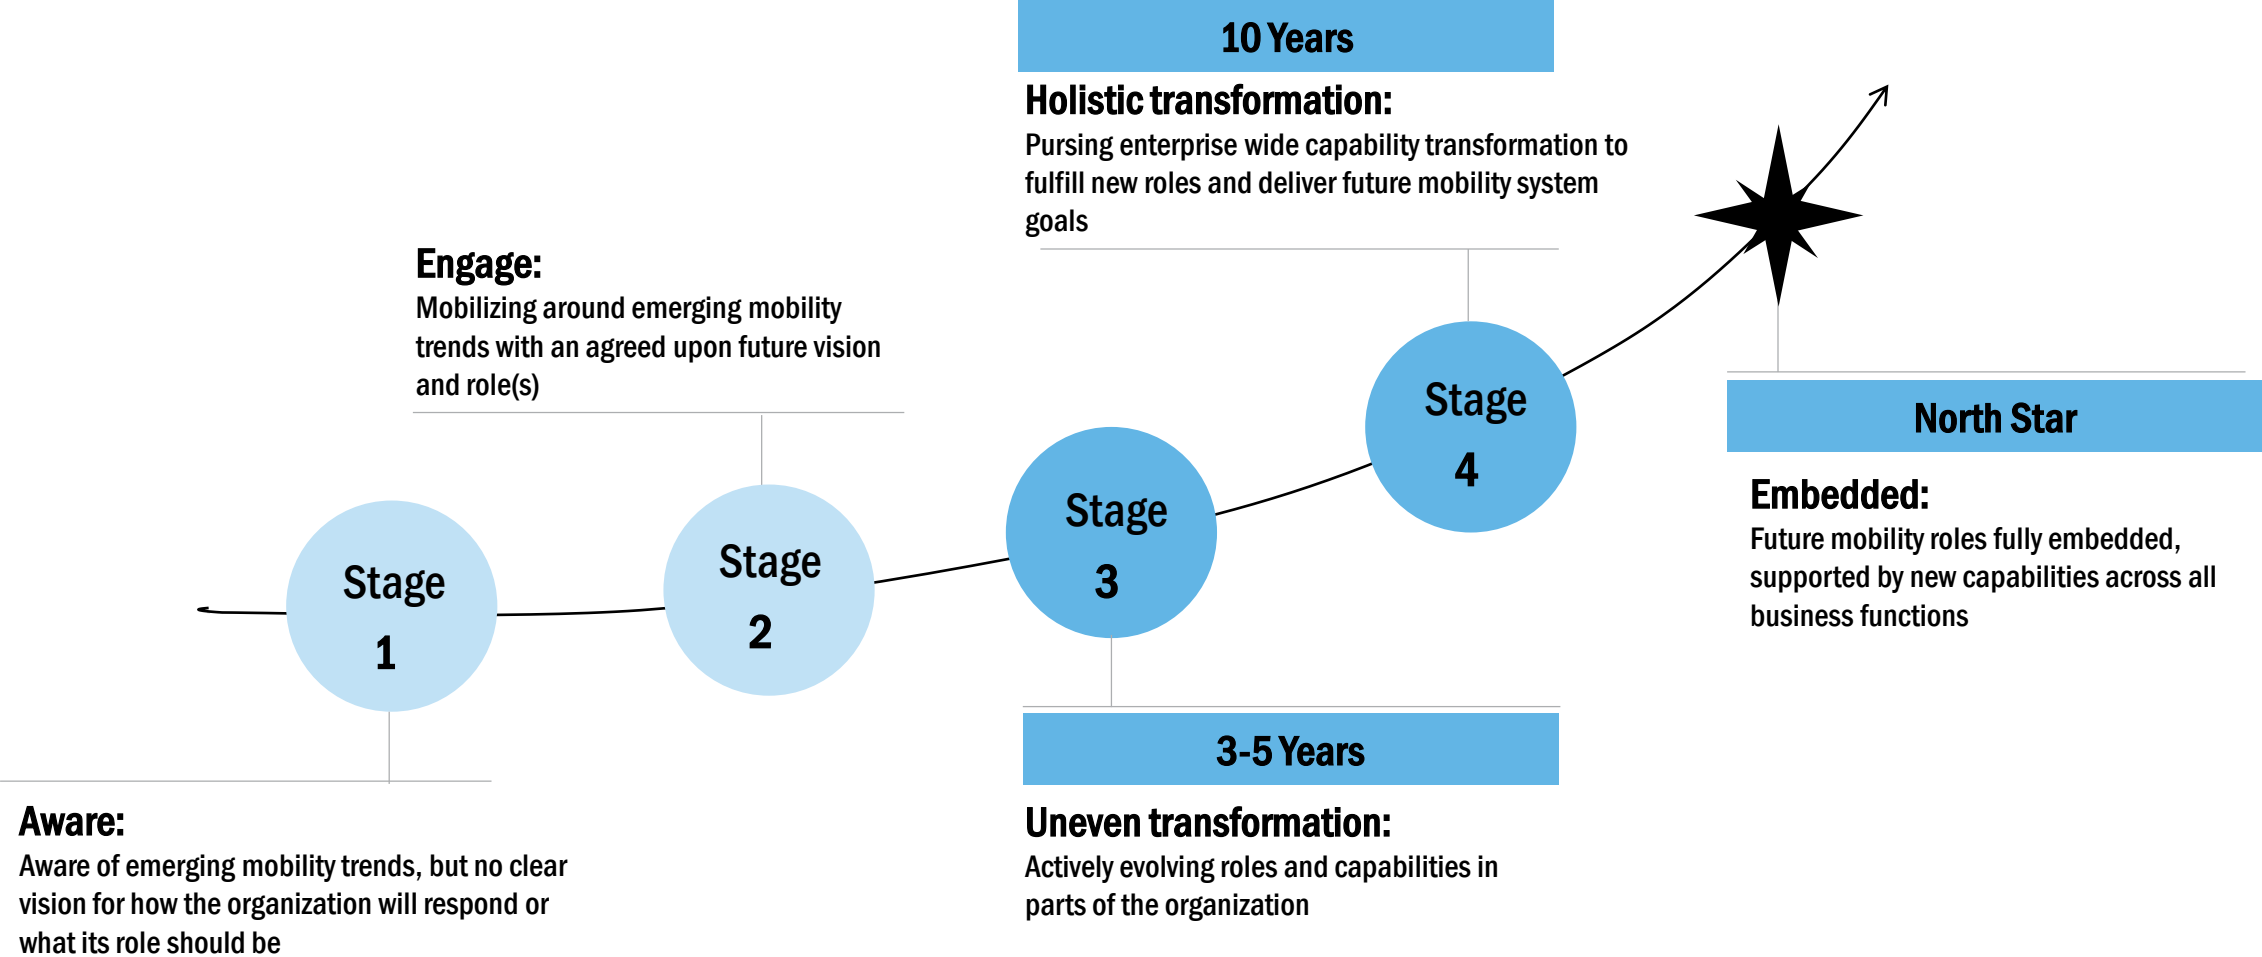 10 Years
Holistic transformation:
Pursing enterprise wide capability transformation to
fulfill new roles and deliver future mobility system
goals
Engage:
Mobilizing around emerging mobility
trends with an agreed upon future vision
and role(s)
Stage
1
Stage
2
Stage
3
Stage
4
North Star
Embedded:
Future mobility roles fully embedded,
supported by new capabilities across all
business functions
3-5 Years
Uneven transformation:
Actively evolving roles and capabilities in
parts of the organization
Aware:
Aware of emerging mobility trends, but no clear
vision for how the organization will respond or
what its role should be